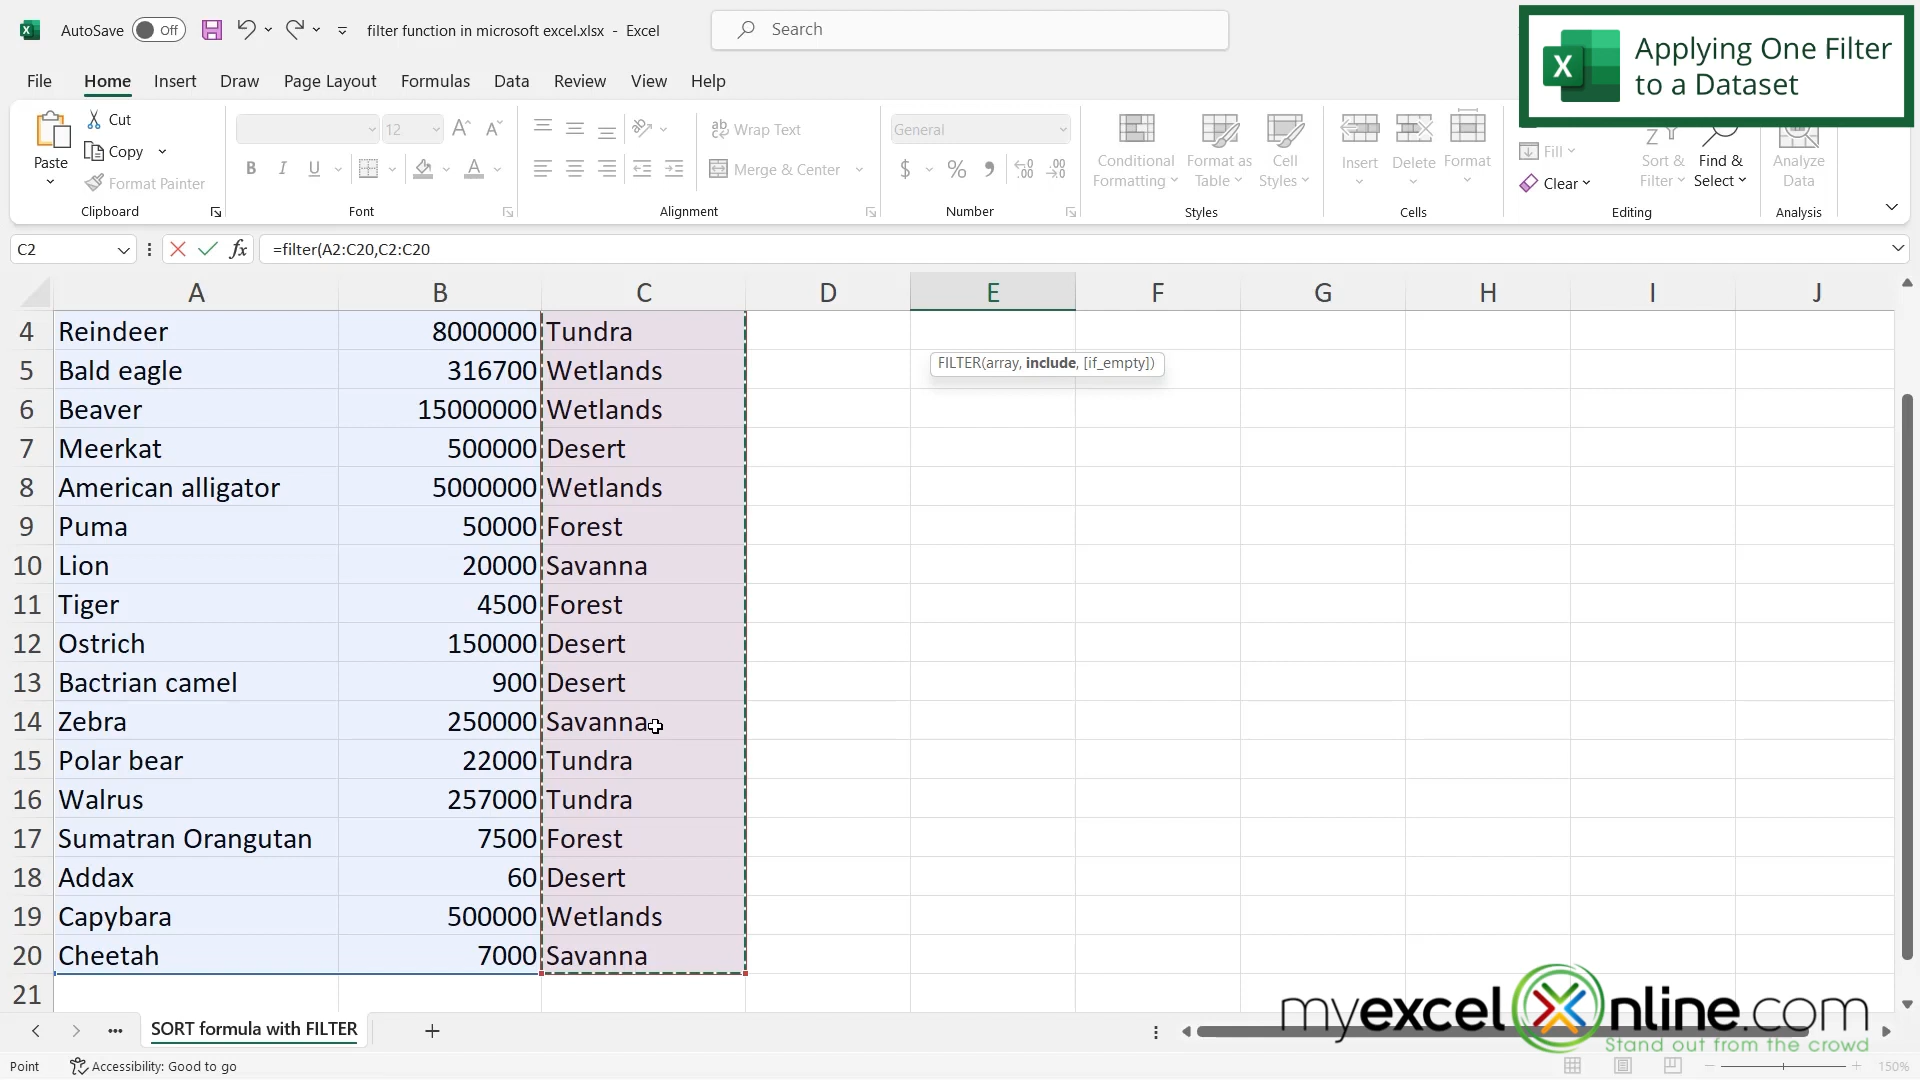 AutoSave Off filter function in microsoft excel.xlsx - Excel Search
Applying One Filter
to a Dataset
File Home Insert Draw Page Layout Formulas Data Review View Help
Paste Cut
Copy
Format Painter
Clipboard
12
B I U
Font
Wrap Text
Merge & Center
Alignment
General
$ % ,
Number
Conditional
Formatting
Format as
Table
Cell
Styles
Styles
Insert
Delete
Format
Cells
Fill
Clear
Sort &
Filter
Find &
Select
Editing
Analyze
Data
Analysis
C2 fx =filter(A2:C20,C2:C20
A B C D E F G H I J
4 Reindeer 8000000 Tundra
FILTER(array, include, [if_empty])
5 Bald eagle 316700 Wetlands
6 Beaver 15000000 Wetlands
7 Meerkat 500000 Desert
8 American alligator 5000000 Wetlands
9 Puma 50000 Forest
10 Lion 20000 Savanna
11 Tiger 4500 Forest
12 Ostrich 150000 Desert
13 Bactrian camel 900 Desert
14 Zebra 250000 Savanna
15 Polar bear 22000 Tundra
16 Walrus 257000 Tundra
17 Sumatran Orangutan 7500 Forest
18 Addax 60 Desert
19 Capybara 500000 Wetlands
20 Cheetah 7000 Savanna
21
SORT formula with FILTER
myexcelonline.com
Stand out from the crowd
Point Accessibility: Good to go 150%